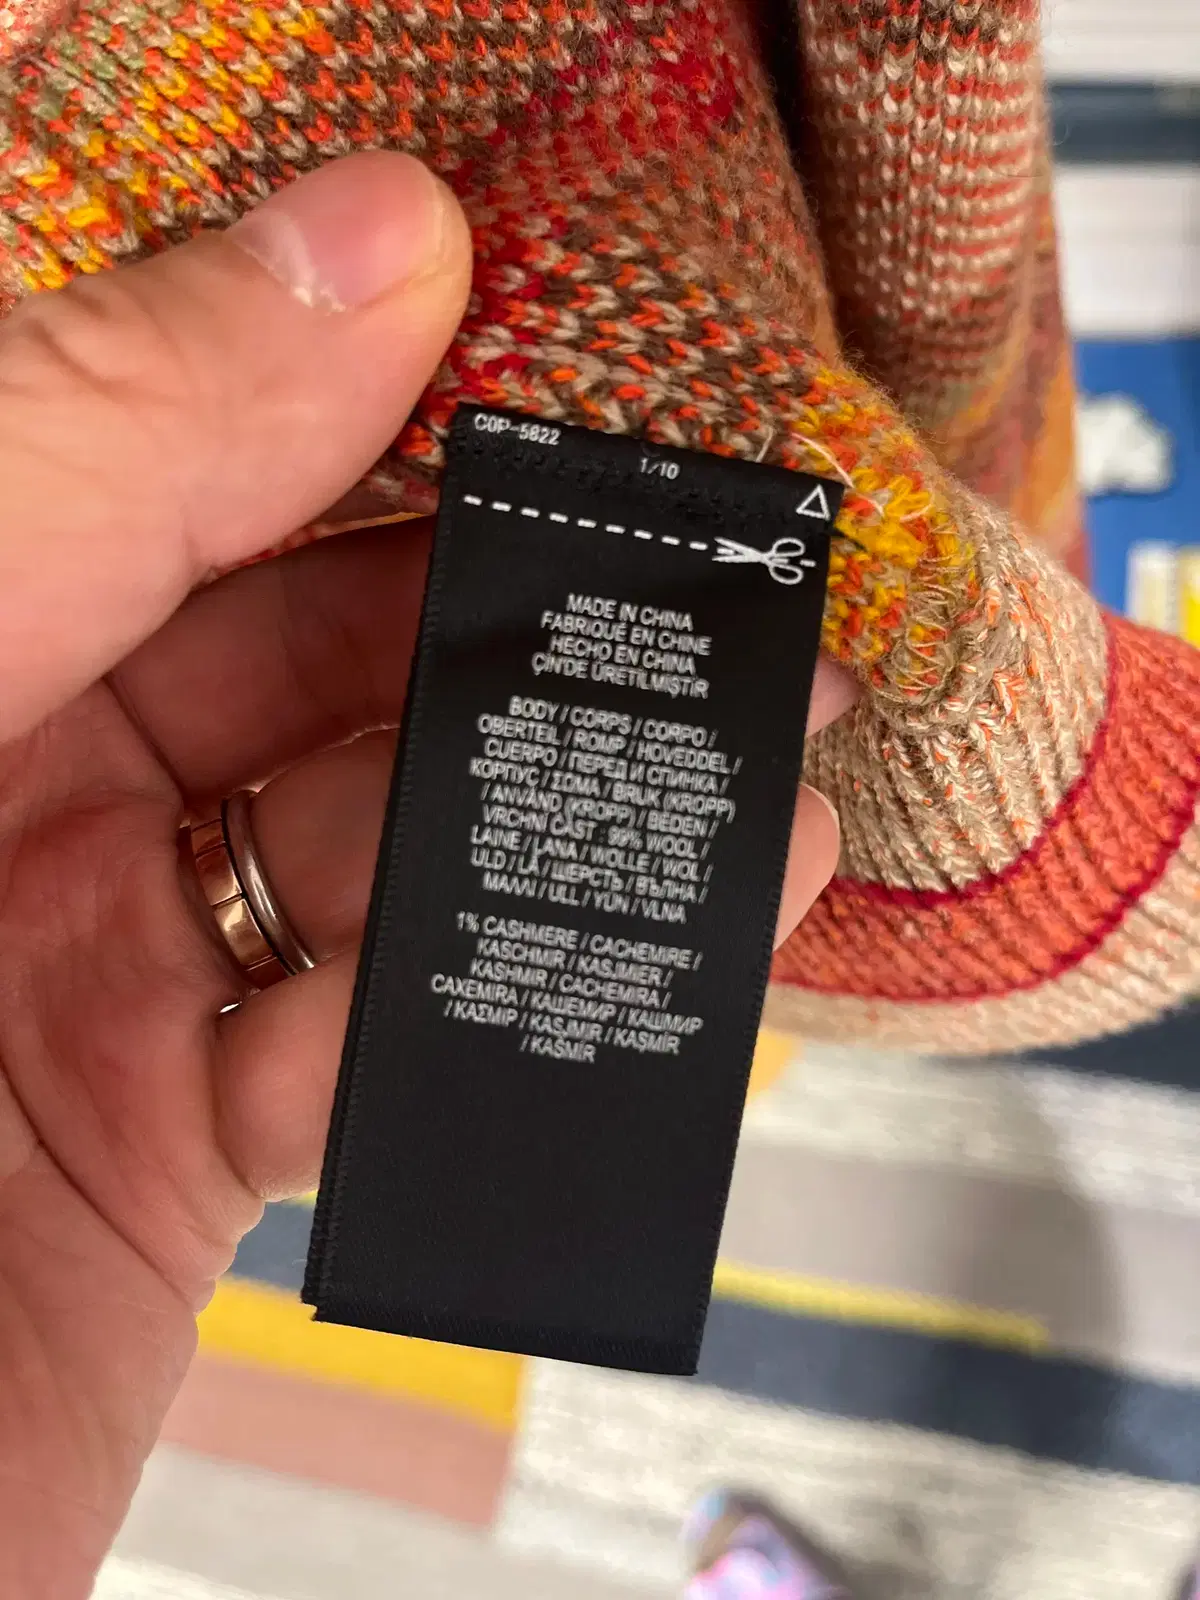 COP-5822
1/10
MADE IN CHINA
FABRIQUÉ EN CHINE
HECHO EN CHINA
ÇİN'DE ÜRETİLMİŞTİR
BODY / CORPS / CORPO /
OBERTEIL / ROMP / HOVEDDEL /
CUERPO / ПЕРЕД И СПИНКА /
КОРПУС / ΣΩΜΑ / BRUK (KROPP)
/ ANVÄND (KROPP) / BEDEN /
VRCHNÍ ČÁST : 99% WOOL /
LAINE / LANA / WOLLE / WOL /
ULD / LÃ / ШЕРСТЬ / ВЪЛНА /
ΜΑΛΛΙ / ULL / YÜN / VLNA
1% CASHMERE / CACHEMIRE /
KASCHMIR / KASJMIER /
KASHMIR / CACHEMIRA /
CAXEMIRA / КАШЕМИР / КАШМИР
/ ΚΑΣΜΙΡ / KASJMIR / KAŞMİR
/ KAŠMÍR